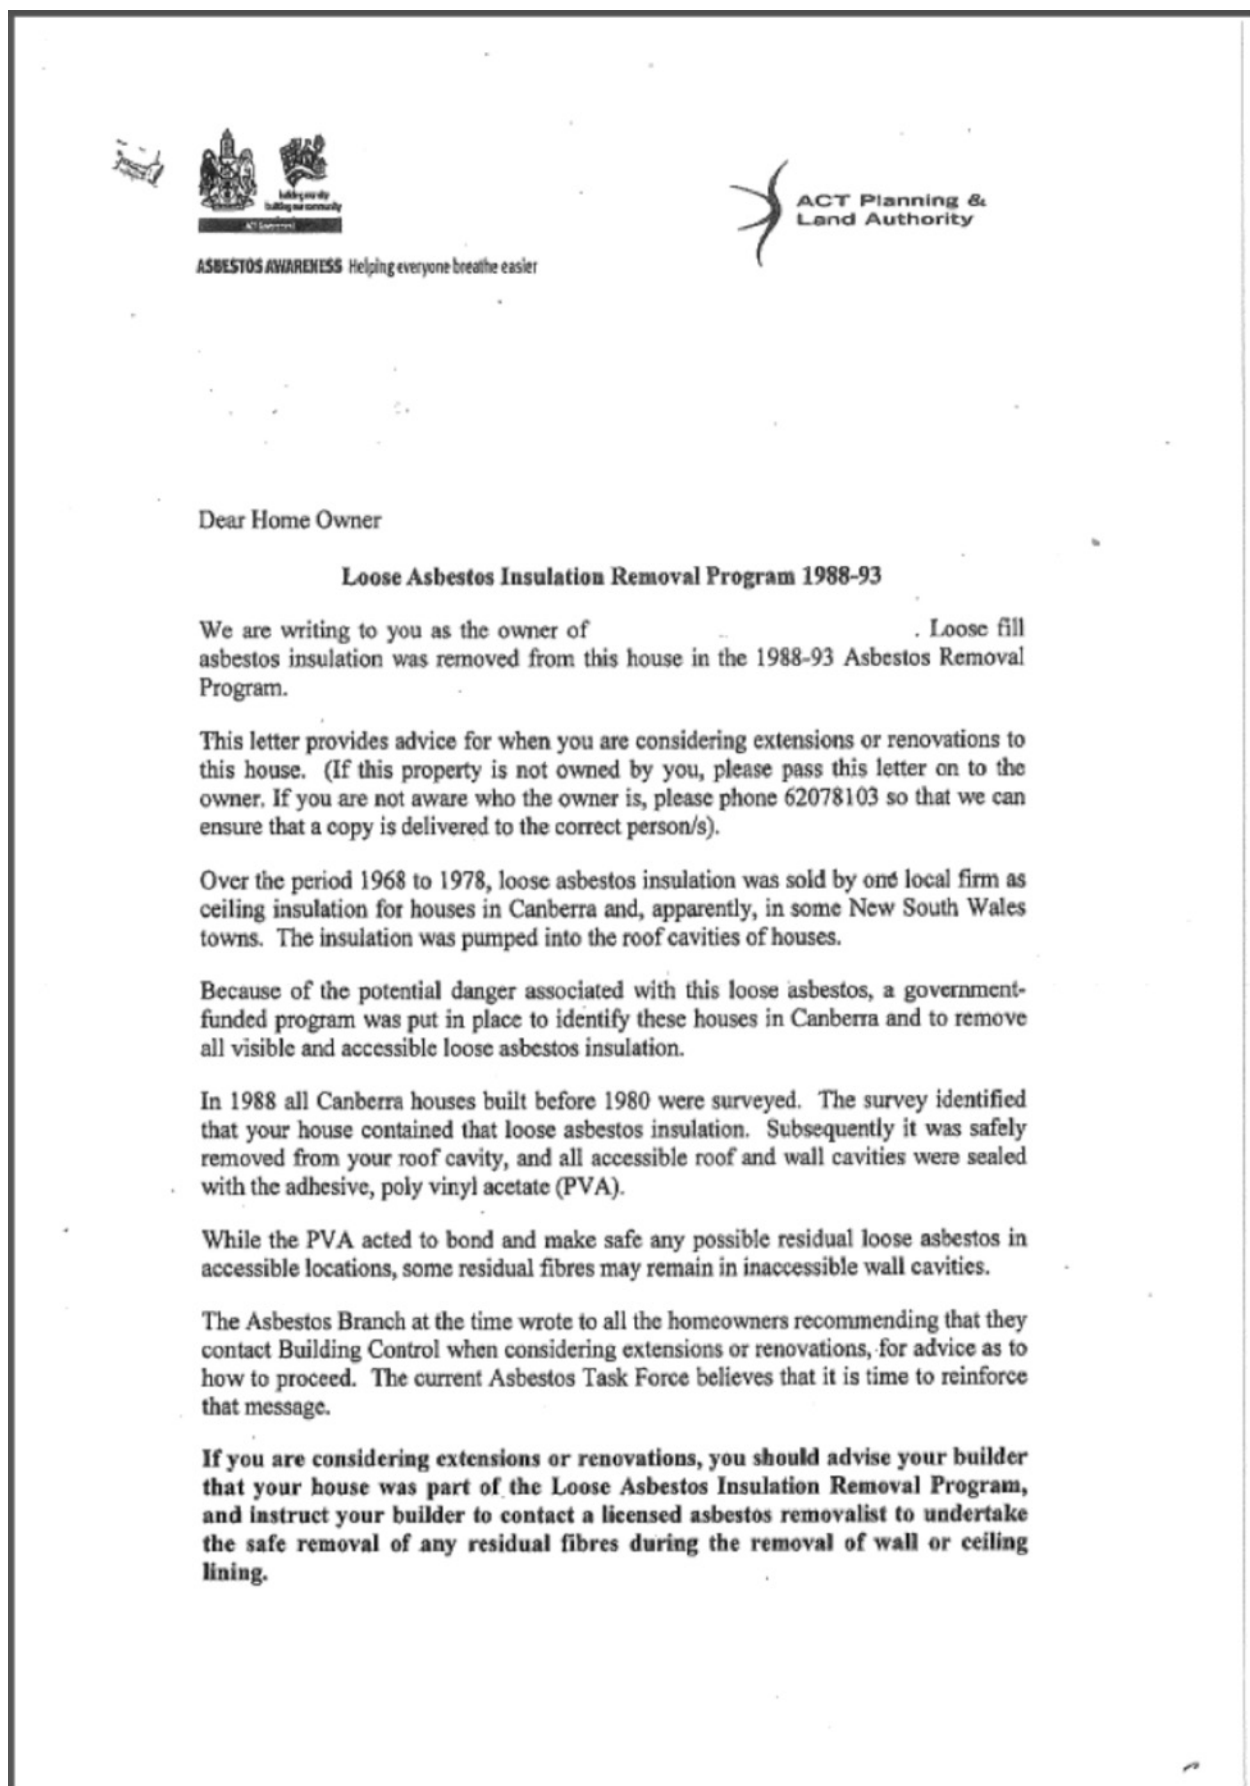 building our city
building our community
ACT Government
ASBESTOS AWARENESS Helping everyone breathe easier
ACT Planning &
Land Authority
Dear Home Owner
Loose Asbestos Insulation Removal Program 1988-93
We are writing to you as the owner of . Loose fill
asbestos insulation was removed from this house in the 1988-93 Asbestos Removal
Program.
This letter provides advice for when you are considering extensions or renovations to
this house. (If this property is not owned by you, please pass this letter on to the
owner. If you are not aware who the owner is, please phone 62078103 so that we can
ensure that a copy is delivered to the correct person/s).
Over the period 1968 to 1978, loose asbestos insulation was sold by one local firm as
ceiling insulation for houses in Canberra and, apparently, in some New South Wales
towns. The insulation was pumped into the roof cavities of houses.
Because of the potential danger associated with this loose asbestos, a government-
funded program was put in place to identify these houses in Canberra and to remove
all visible and accessible loose asbestos insulation.
In 1988 all Canberra houses built before 1980 were surveyed. The survey identified
that your house contained that loose asbestos insulation. Subsequently it was safely
removed from your roof cavity, and all accessible roof and wall cavities were sealed
with the adhesive, poly vinyl acetate (PVA).
While the PVA acted to bond and make safe any possible residual loose asbestos in
accessible locations, some residual fibres may remain in inaccessible wall cavities.
The Asbestos Branch at the time wrote to all the homeowners recommending that they
contact Building Control when considering extensions or renovations, for advice as to
how to proceed. The current Asbestos Task Force believes that it is time to reinforce
that message.
If you are considering extensions or renovations, you should advise your builder
that your house was part of the Loose Asbestos Insulation Removal Program,
and instruct your builder to contact a licensed asbestos removalist to undertake
the safe removal of any residual fibres during the removal of wall or ceiling
lining.